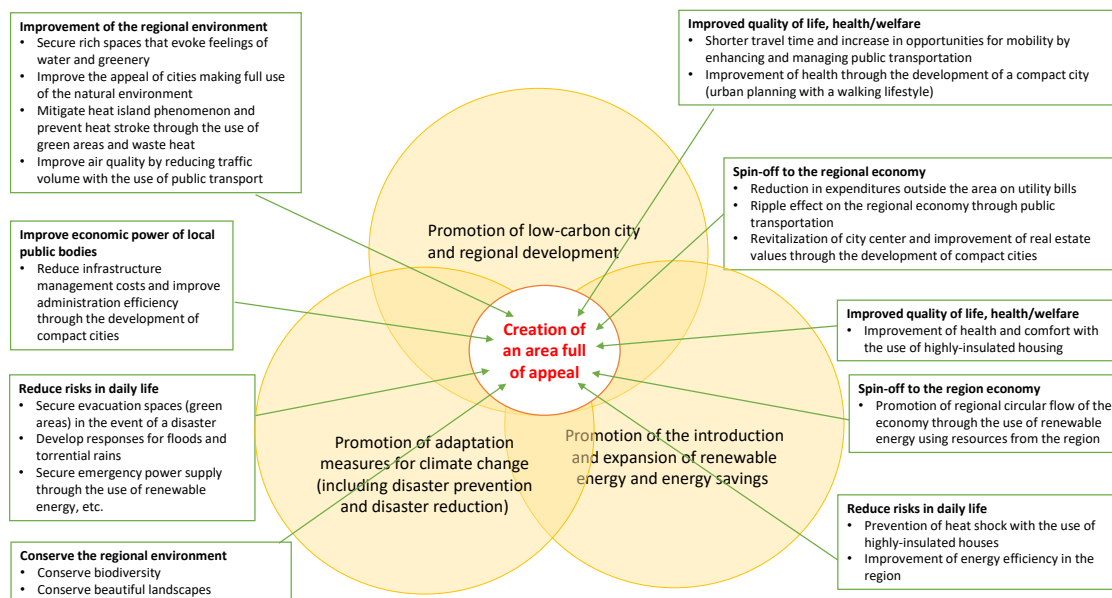 Improvement of the regional environment
• Secure rich spaces that evoke feelings of
water and greenery
• Improve the appeal of cities making full use
of the natural environment
• Mitigate heat island phenomenon and
prevent heat stroke through the use of
green areas and waste heat
• Improve air quality by reducing traffic
volume with the use of public transport
Improve economic power of local
public bodies
• Reduce infrastructure
management costs and improve
administration efficiency
through the development of
compact cities
Reduce risks in daily life
• Secure evacuation spaces (green
areas) in the event of a disaster
• Develop responses for floods and
torrential rains
• Secure emergency power supply
through the use of renewable
energy, etc.
Conserve the regional environment
• Conserve biodiversity
• Conserve beautiful landscapes
Promotion of low-carbon city
and regional development
Creation of
an area full
of appeal
Promotion of adaptation
measures for climate change
(including disaster prevention
and disaster reduction)
Promotion of the introduction
and expansion of renewable
energy and energy savings
Improved quality of life, health/welfare
• Shorter travel time and increase in opportunities for mobility by
enhancing and managing public transportation
• Improvement of health through the development of a compact city
(urban planning with a walking lifestyle)
Spin-off to the regional economy
• Reduction in expenditures outside the area on utility bills
• Ripple effect on the regional economy through public
transportation
• Revitalization of city center and improvement of real estate
values through the development of compact cities
Improved quality of life, health/welfare
• Improvement of health and comfort with
the use of highly-insulated housing
Spin-off to the region economy
• Promotion of regional circular flow of the
economy through the use of renewable
energy using resources from the region
Reduce risks in daily life
• Prevention of heat shock with the use of
highly-insulated houses
• Improvement of energy efficiency in the
region